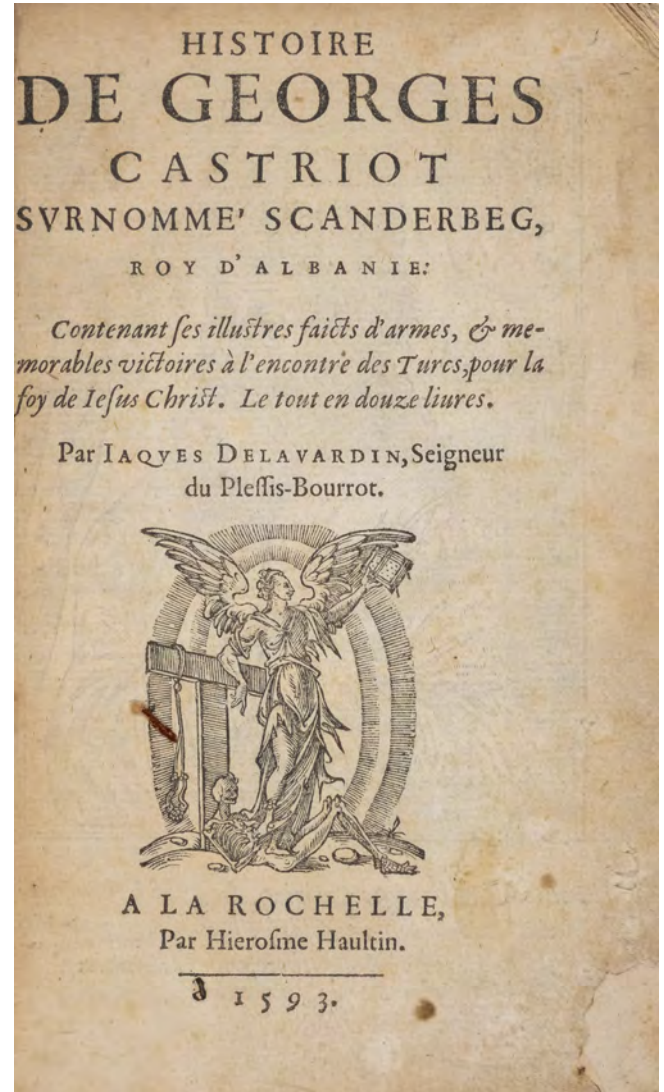 HISTOIRE
DE GEORGES
CASTRIOT
SVRNOMME' SCANDERBEG,
ROY D'ALBANIE:
Contenant ſes illuſtres faicts d'armes, & me-
morables victoires à l'encontre des Turcs, pour la
foy de Ieſus Chriſt. Le tout en douze liures.
Par IAQVES DELAVARDIN, Seigneur
du Pleſſis-Bourrot.
A LA ROCHELLE,
Par Hieroſme Haultin.
1593.